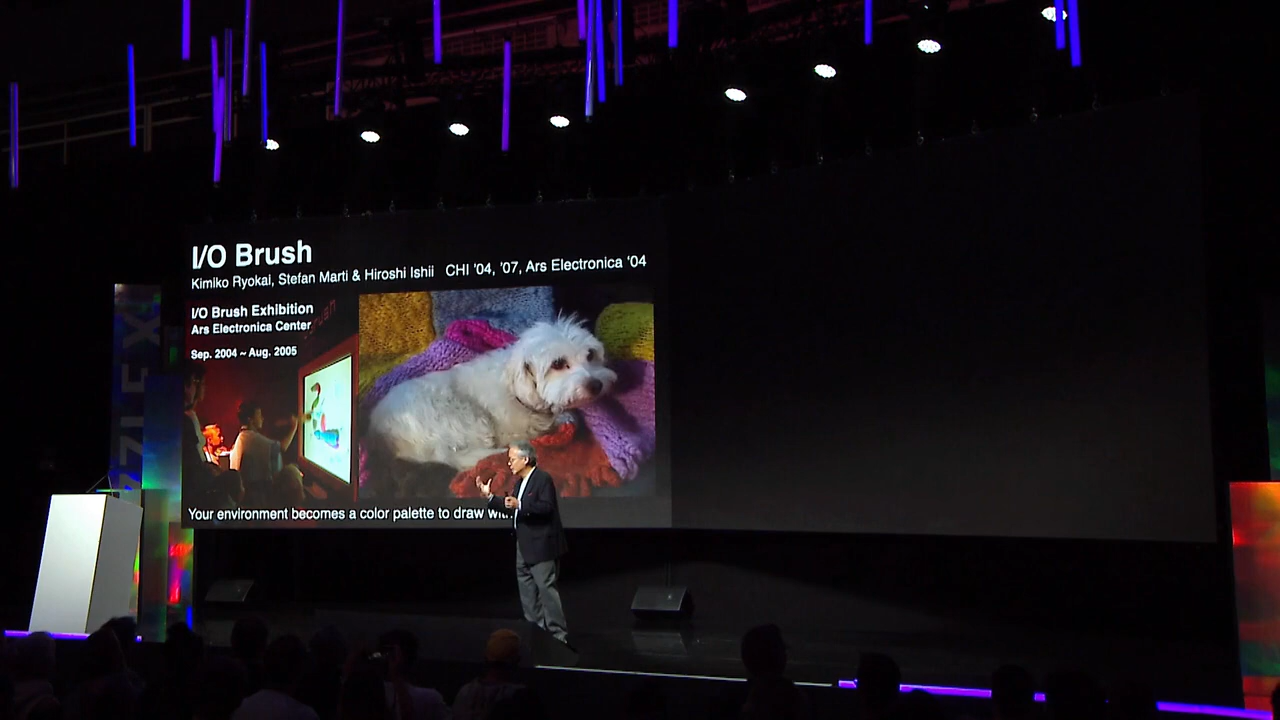 I/O Brush
Kimiko Ryokai, Stefan Marti & Hiroshi Ishii CHI '04, '07, Ars Electronica '04
I/O Brush Exhibition
Ars Electronica Center
Sep. 2004 ~ Aug. 2005
Your environment becomes a color palette to draw with